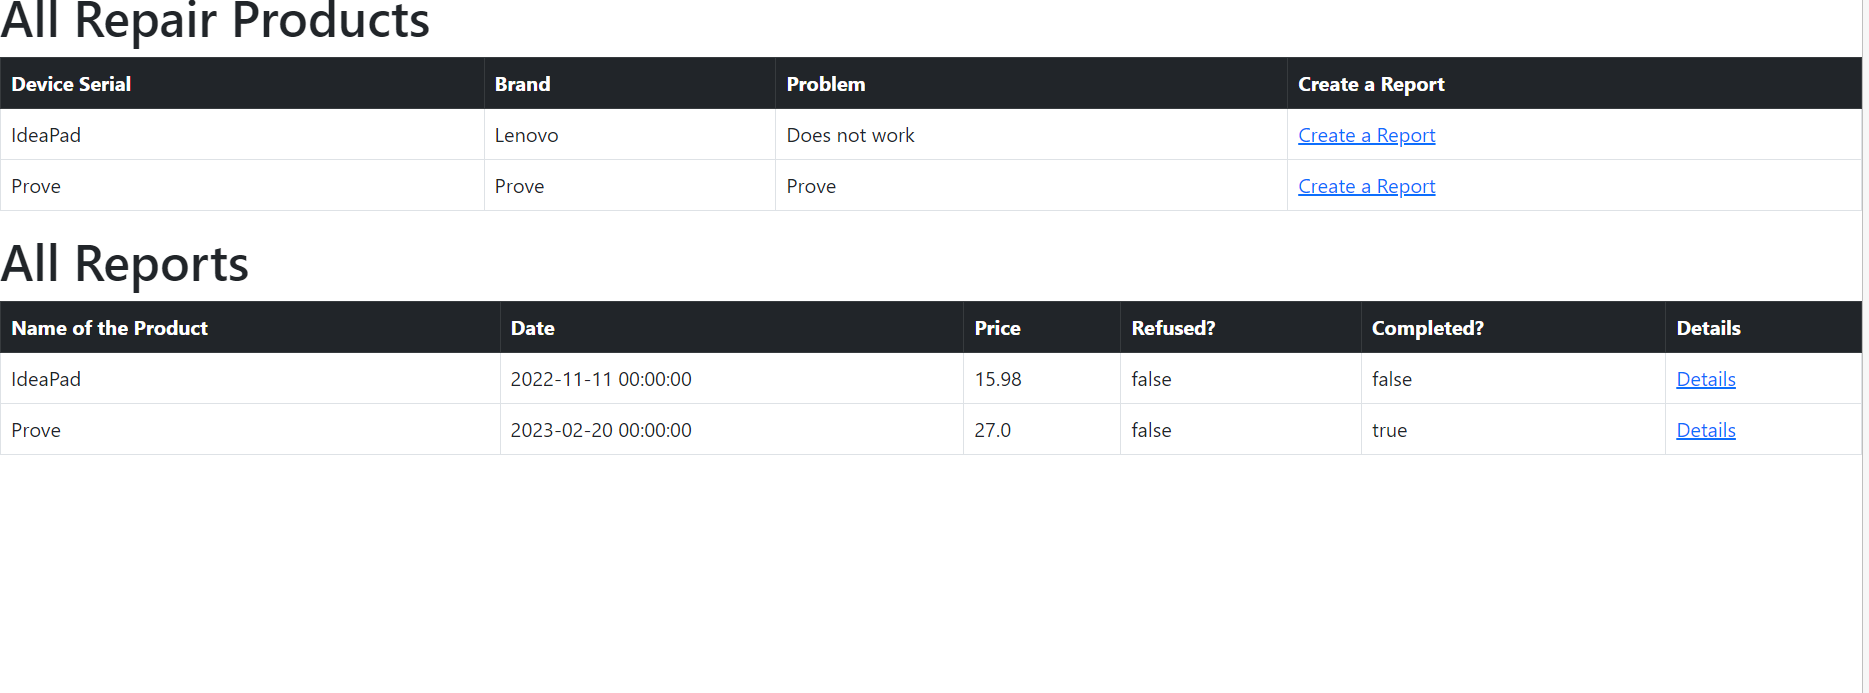 All Repair Products
Device Serial Brand Problem Create a Report
IdeaPad Lenovo Does not work Create a Report
Prove Prove Prove Create a Report
All Reports
Name of the Product Date Price Refused? Completed? Details
IdeaPad 2022-11-11 00:00:00 15.98 false false Details
Prove 2023-02-20 00:00:00 27.0 false true Details